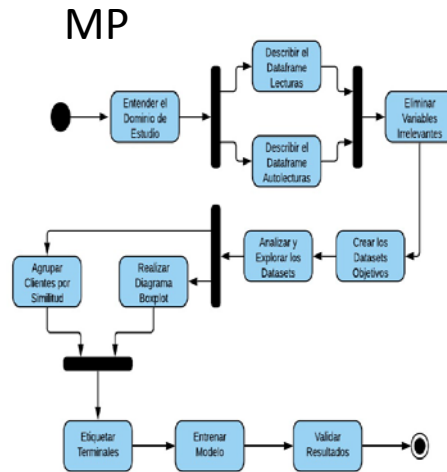 MP
Describir el
Dataframe
Lecturas
Entender el
Dominio de
Estudio
Describir el
Dataframe
Autolecturas
Eliminar
Variables
Irrelevantes
Agrupar
Clientes por
Similitud
Realizar
Diagrama
Boxplot
Analizar y
Explorar los
Datasets
Crear los
Datasets
Objetivos
Etiquetar
Terminales
Entrenar
Modelo
Validar
Resultados